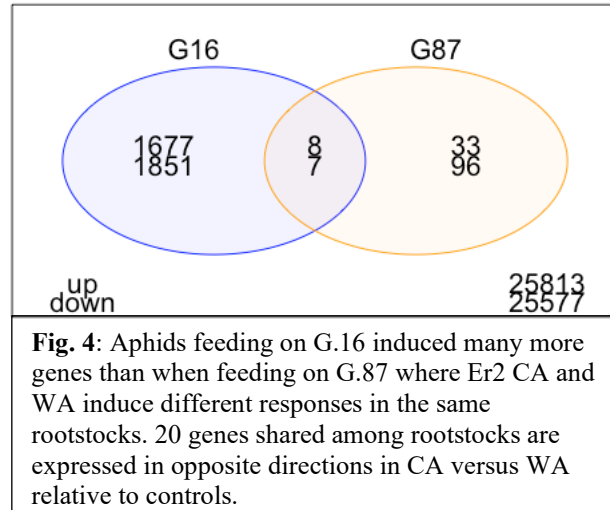 G16 G87
1677 8 33
1851 7 96
up 25813
down 25577
Fig. 4: Aphids feeding on G.16 induced many more
genes than when feeding on G.87 where Er2 CA and
WA induce different responses in the same
rootstocks. 20 genes shared among rootstocks are
expressed in opposite directions in CA versus WA
relative to controls.